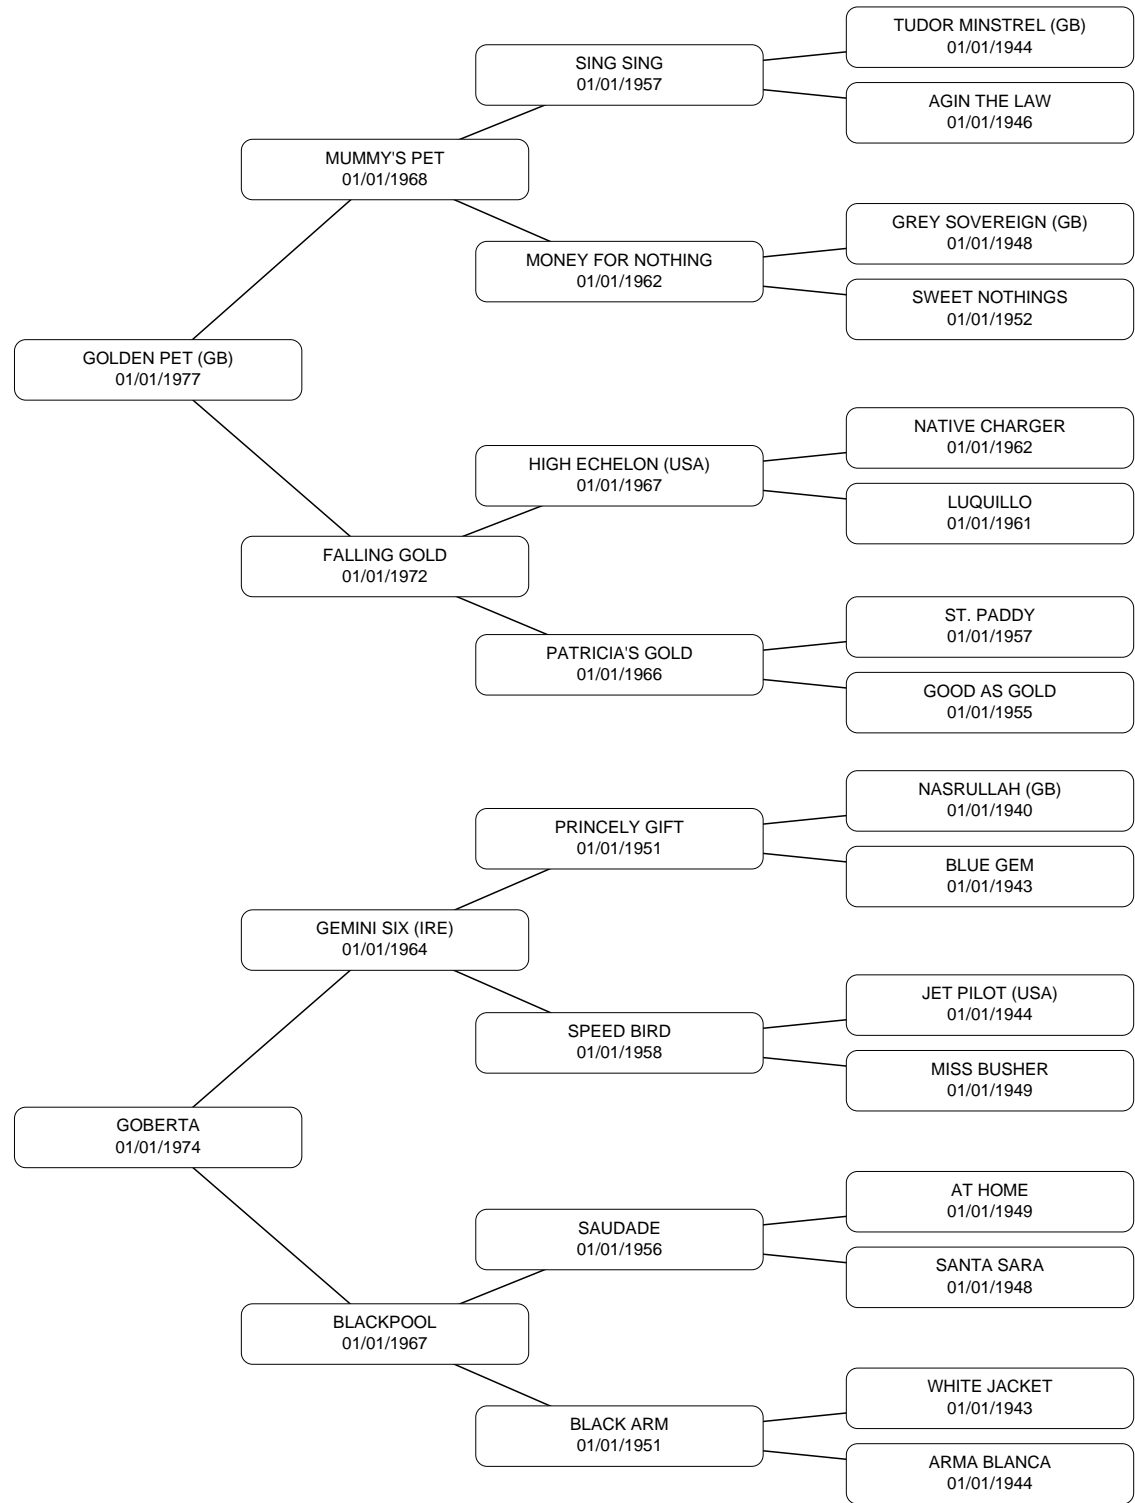 TUDOR MINSTREL (GB)
01/01/1944
SING SING
01/01/1957
AGIN THE LAW
01/01/1946
MUMMY'S PET
01/01/1968
GREY SOVEREIGN (GB)
01/01/1948
MONEY FOR NOTHING
01/01/1962
SWEET NOTHINGS
01/01/1952
GOLDEN PET (GB)
01/01/1977
NATIVE CHARGER
01/01/1962
HIGH ECHELON (USA)
01/01/1967
LUQUILLO
01/01/1961
FALLING GOLD
01/01/1972
ST. PADDY
01/01/1957
PATRICIA'S GOLD
01/01/1966
GOOD AS GOLD
01/01/1955
NASRULLAH (GB)
01/01/1940
PRINCELY GIFT
01/01/1951
BLUE GEM
01/01/1943
GEMINI SIX (IRE)
01/01/1964
JET PILOT (USA)
01/01/1944
SPEED BIRD
01/01/1958
MISS BUSHER
01/01/1949
GOBERTA
01/01/1974
AT HOME
01/01/1949
SAUDADE
01/01/1956
SANTA SARA
01/01/1948
BLACKPOOL
01/01/1967
WHITE JACKET
01/01/1943
BLACK ARM
01/01/1951
ARMA BLANCA
01/01/1944